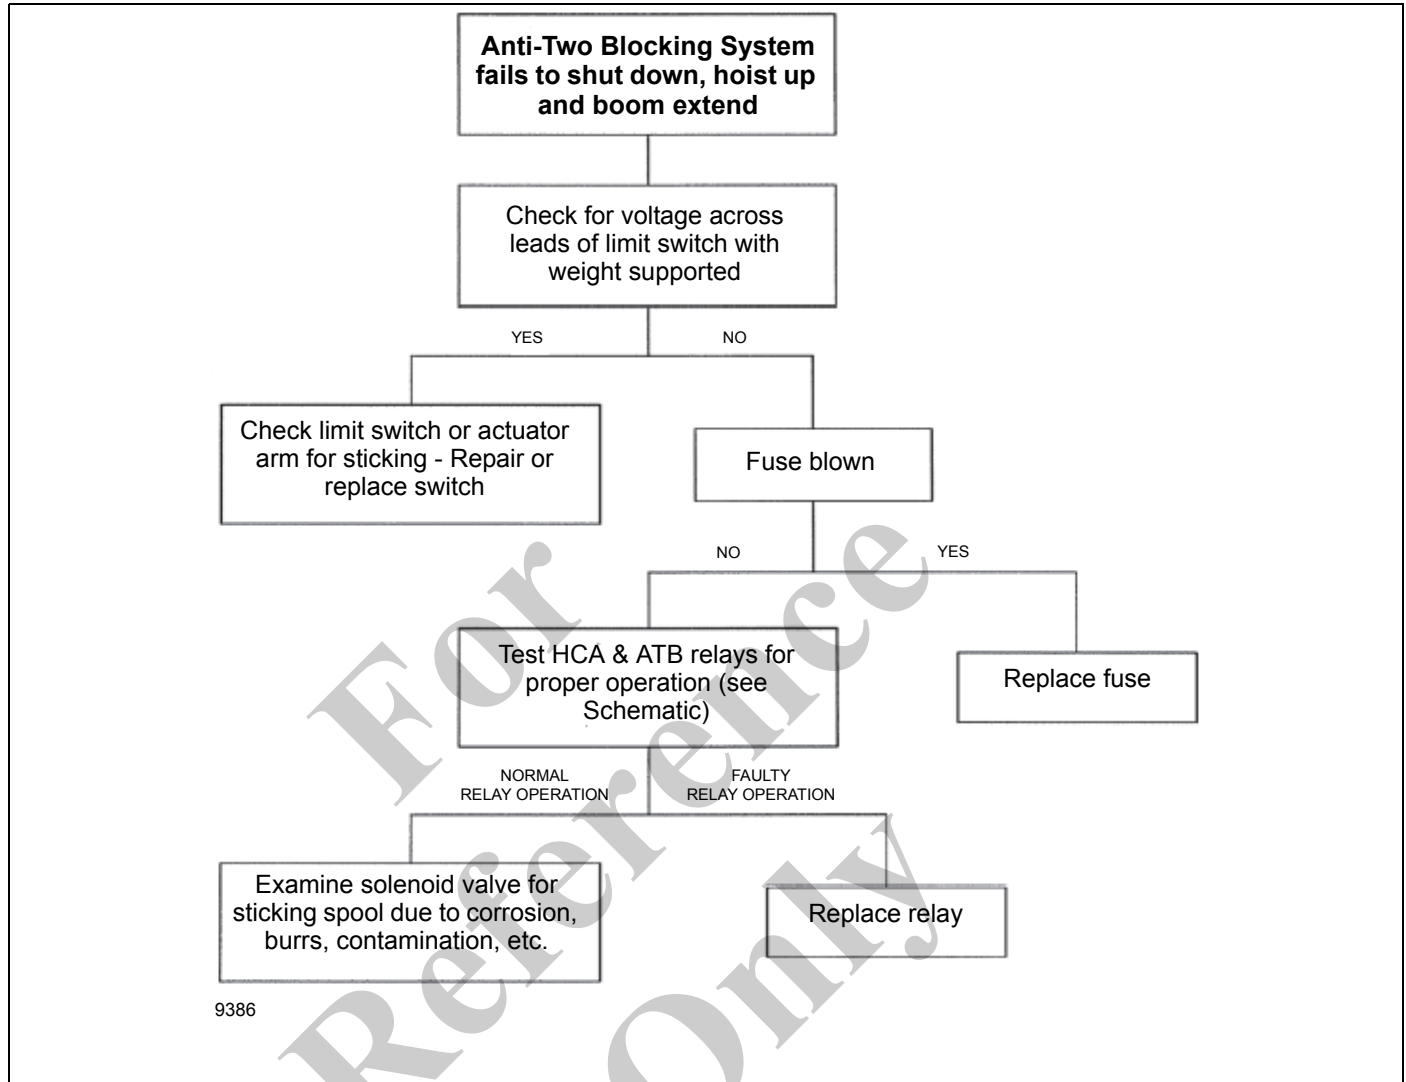 Anti-Two Blocking System
fails to shut down, hoist up
and boom extend
Check for voltage across
leads of limit switch with
weight supported
YES
NO
Check limit switch or actuator
arm for sticking - Repair or
replace switch
Fuse blown
NO
YES
Test HCA & ATB relays for
proper operation (see
Schematic)
Replace fuse
NORMAL
RELAY OPERATION
FAULTY
RELAY OPERATION
Examine solenoid valve for
sticking spool due to corrosion,
burrs, contamination, etc.
Replace relay
9386
For
Reference
Only